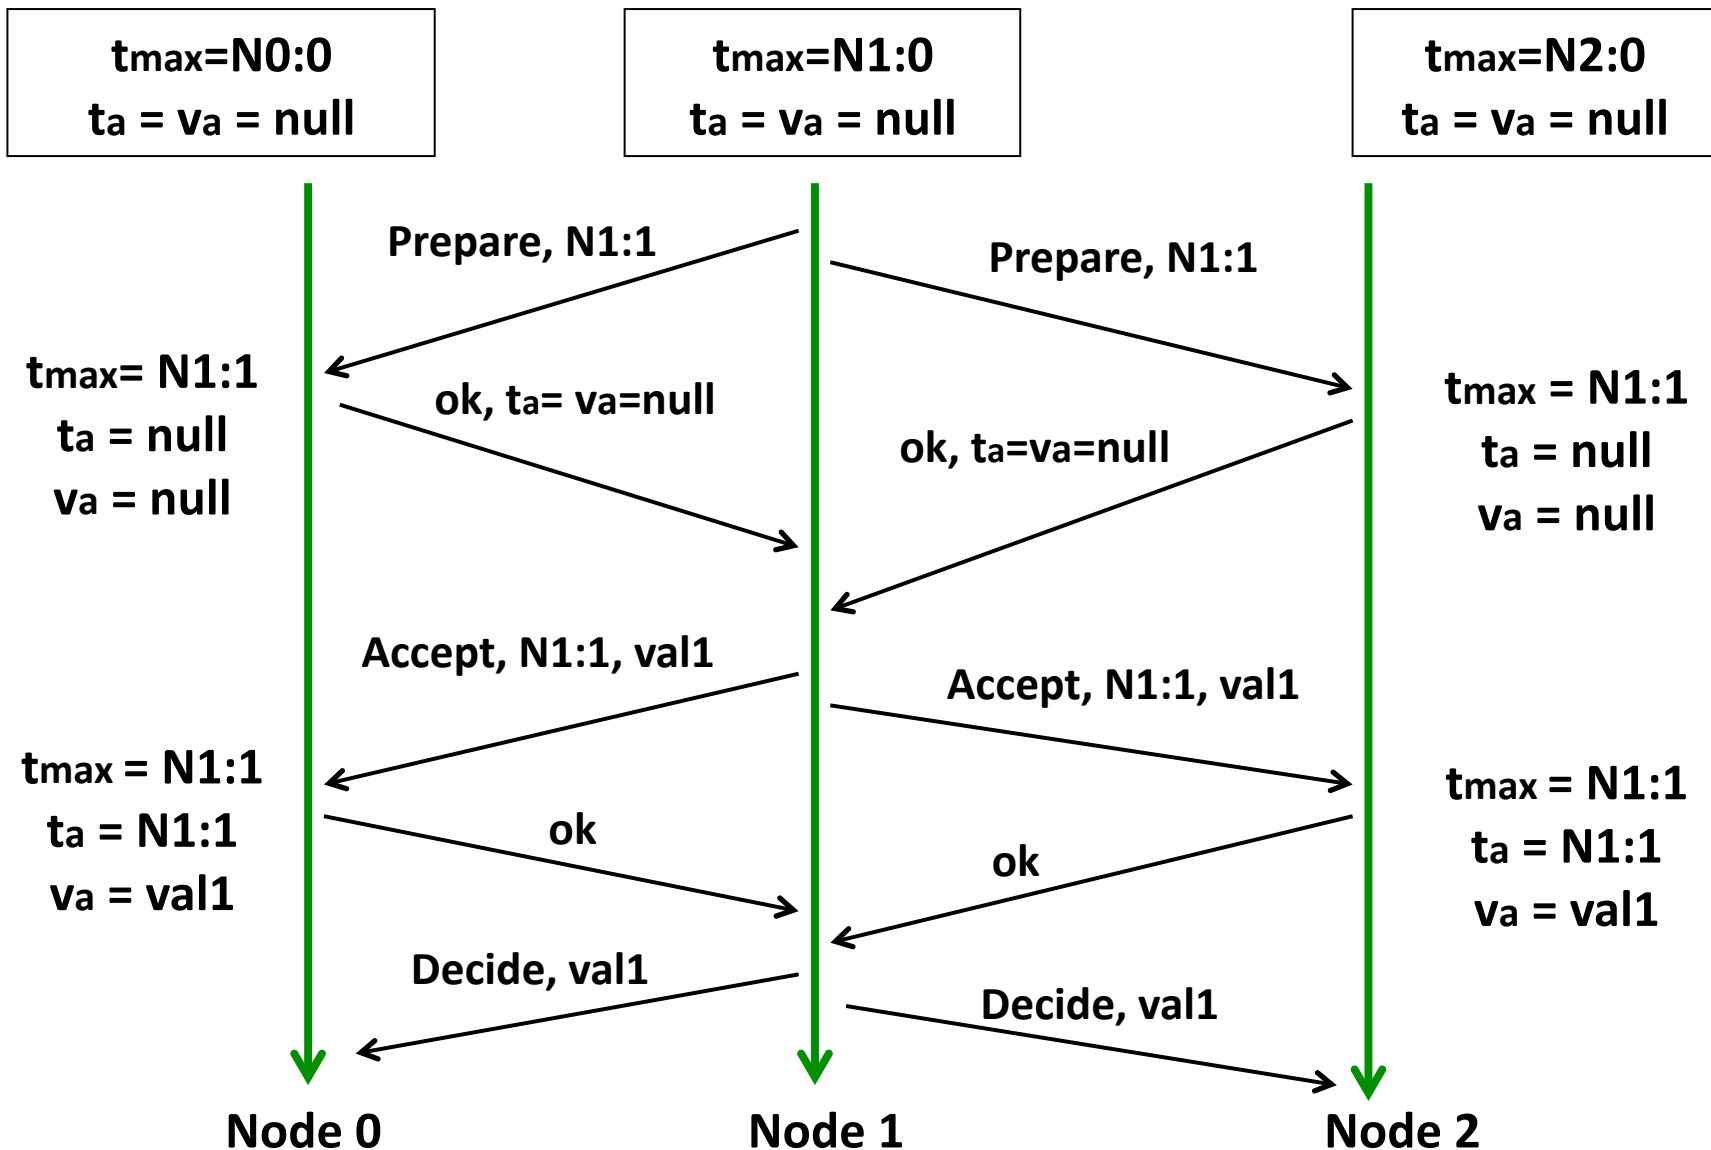 tmax=N0:0
ta = va = null
tmax=N1:0
ta = va = null
tmax=N2:0
ta = va = null
Prepare, N1:1
Prepare, N1:1
tmax= N1:1
ta = null
va = null
ok, ta= va=null
ok, ta=va=null
tmax = N1:1
ta = null
va = null
Accept, N1:1, val1
Accept, N1:1, val1
tmax = N1:1
ta = N1:1
va = val1
ok
ok
tmax = N1:1
ta = N1:1
va = val1
Decide, val1
Decide, val1
Node 0
Node 1
Node 2